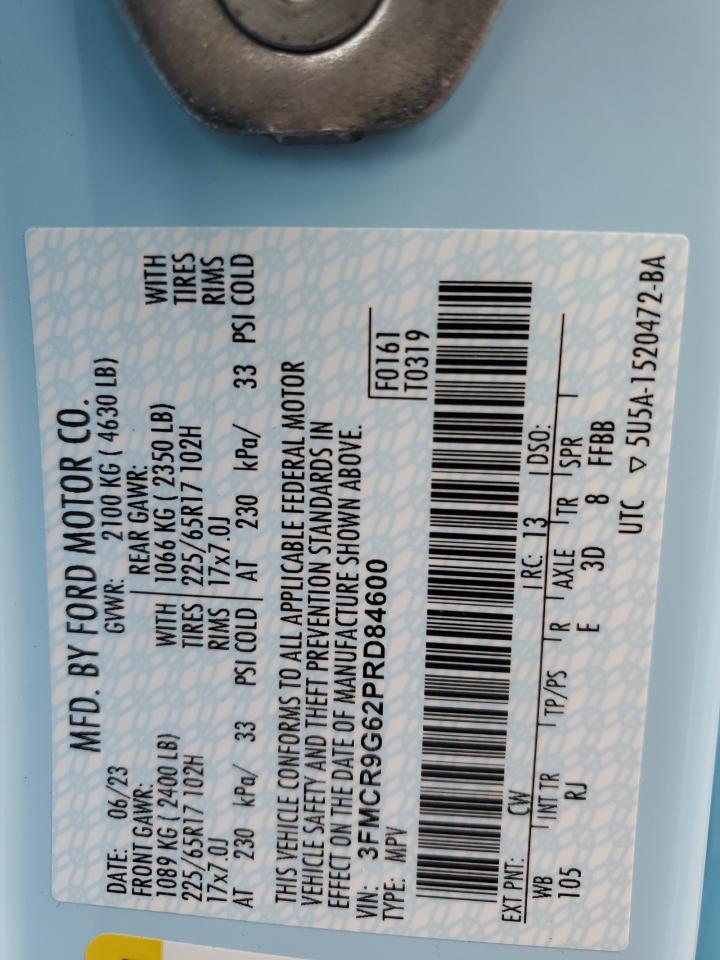 MFD. BY FORD MOTOR CO.
DATE: 06/23 GVWR: 2100 KG ( 4630 LB)
FRONT GAWR: REAR GAWR:
1089 KG ( 2400 LB) WITH 1066 KG ( 2350 LB) WITH
225/65R17 102H TIRES 225/65R17 102H TIRES
17x7.0J RIMS 17x7.0J RIMS
AT 230 kPa/ 33 PSI COLD AT 230 kPa/ 33 PSI COLD
THIS VEHICLE CONFORMS TO ALL APPLICABLE FEDERAL MOTOR
VEHICLE SAFETY AND THEFT PREVENTION STANDARDS IN
EFFECT ON THE DATE OF MANUFACTURE SHOWN ABOVE.
VIN: 3FMCR9G62PRD84600 F0161
TYPE: MPV T0319
EXT PNT: CW RC: 13 DSO:
WB INT TR TP/PS R AXLE TR SPR
105 RJ E 3D 8 FFBB
UTC ▽ 5U5A-1520472-BA